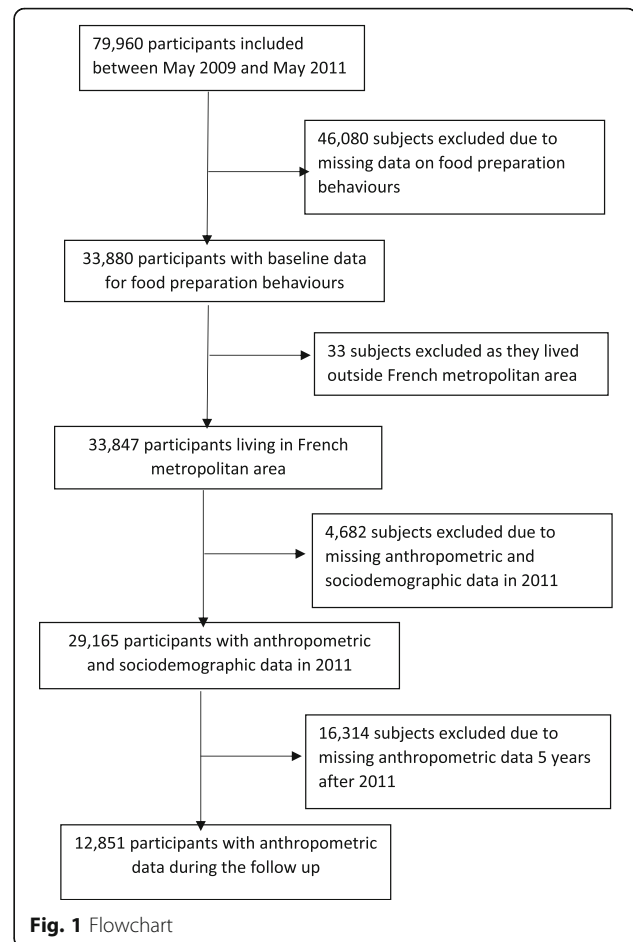 79,960 participants included
between May 2009 and May 2011
46,080 subjects excluded due to
missing data on food preparation
behaviours
33,880 participants with baseline data
for food preparation behaviours
33 subjects excluded as they lived
outside French metropolitan area
33,847 participants living in French
metropolitan area
4,682 subjects excluded due to
missing anthropometric and
sociodemographic data in 2011
29,165 participants with anthropometric
and sociodemographic data in 2011
16,314 subjects excluded due to
missing anthropometric data 5 years
after 2011
12,851 participants with anthropometric
data during the follow up
Fig. 1 Flowchart